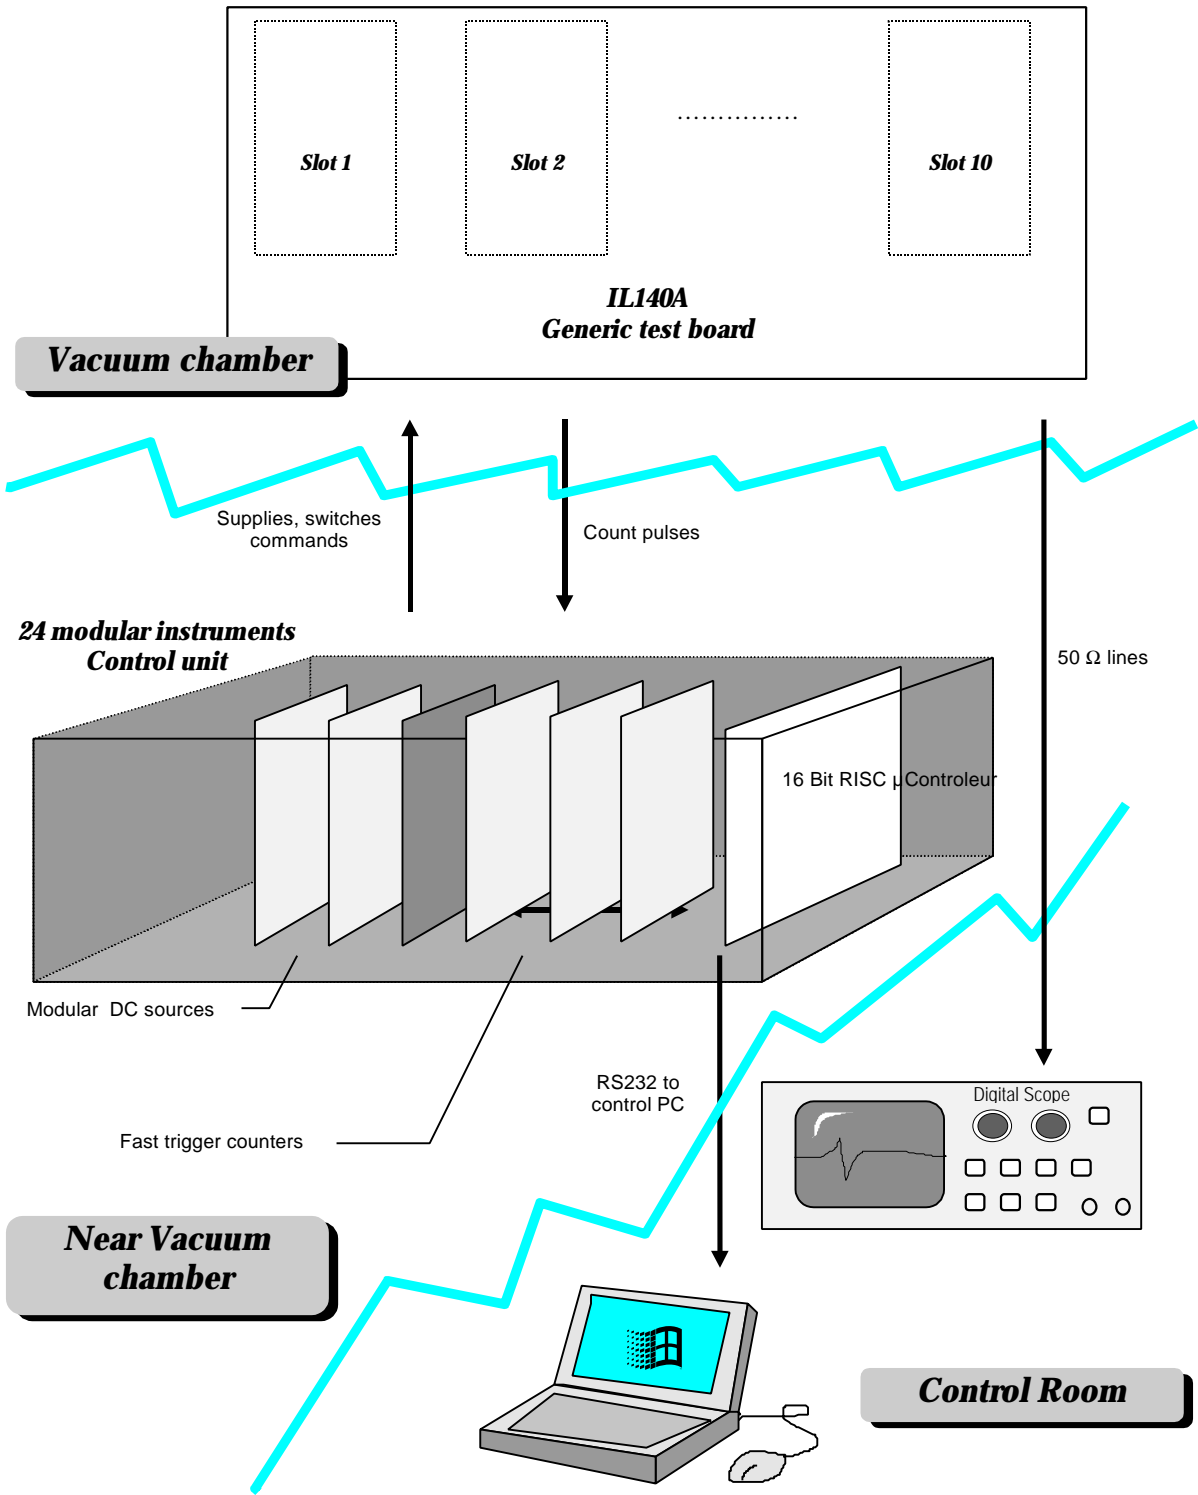 Slot 1
Slot 2
……………
Slot 10
IL140A
Generic test board
Vacuum chamber
Supplies, switches
commands
Count pulses
24 modular instruments
Control unit
50 Ω lines
16 Bit RISC µControleur
Modular DC sources
RS232 to
control PC
Digital Scope
Fast trigger counters
Near Vacuum
chamber
Control Room